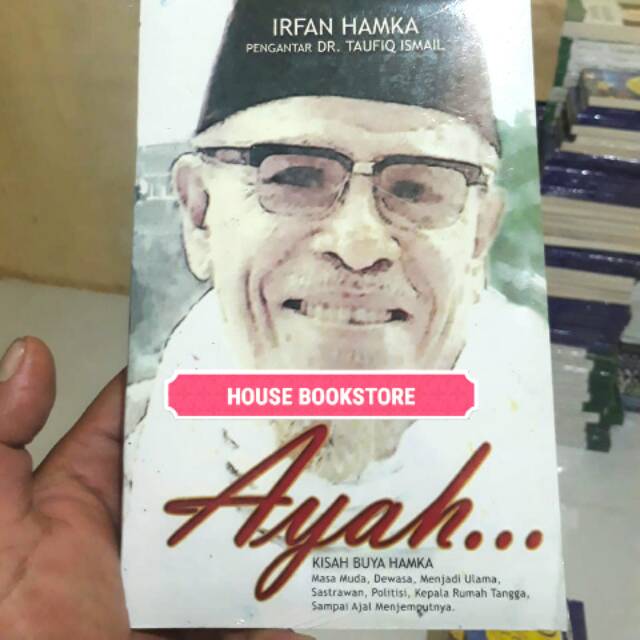 IRFAN HAMKA
PENGANTAR DR. TAUFIQ ISMAIL
HOUSE BOOKSTORE
Ayah...
KISAH BUYA HAMKA
Masa Muda, Dewasa, Menjadi Ulama,
Sastrawan, Politisi, Kepala Rumah Tangga,
Sampai Ajal Menjemputnya.